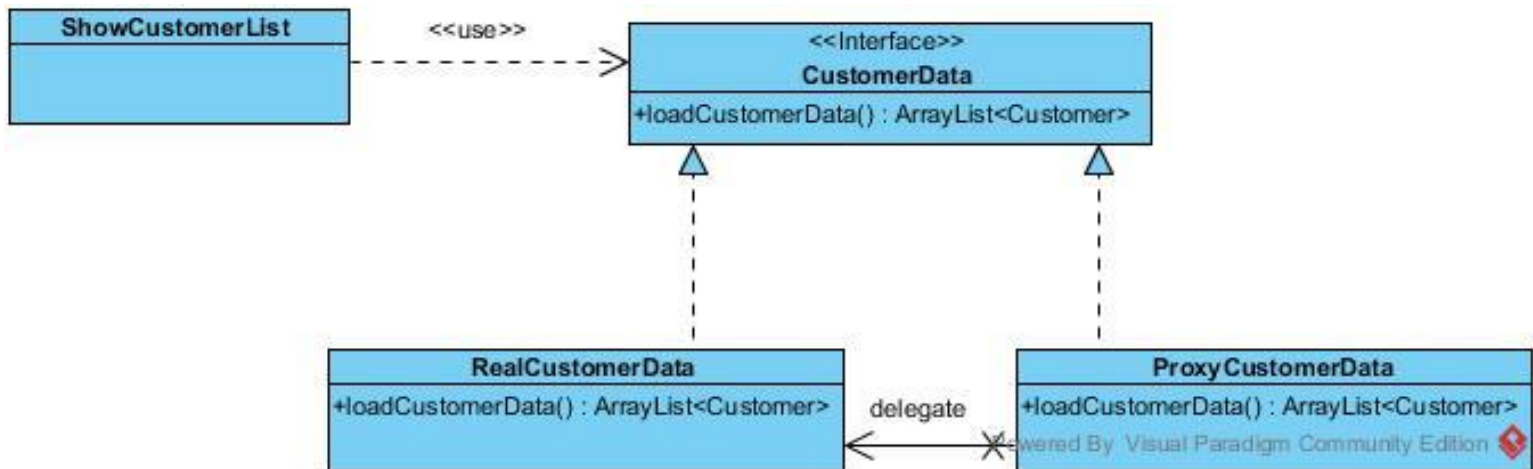 ShowCustomerList
<<use>>
<<Interface>>
CustomerData
+loadCustomerData() : ArrayList<Customer>
RealCustomerData
+loadCustomerData() : ArrayList<Customer>
delegate
ProxyCustomerData
+loadCustomerData() : ArrayList<Customer>
Powered By Visual Paradigm Community Edition